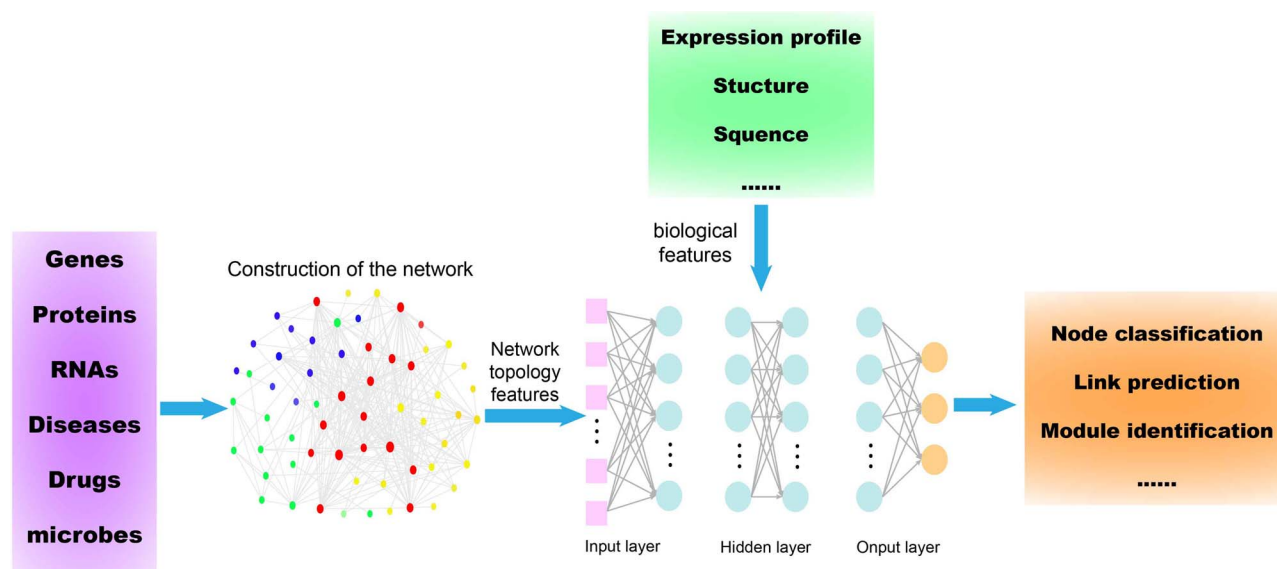 Genes
Proteins
RNAs
Diseases
Drugs
microbes
Construction of the network
Network
topology
features
Expression profile
Stucture
Squence
......
biological
features
Input layer
Hidden layer
Onput layer
Node classification
Link prediction
Module identification
......